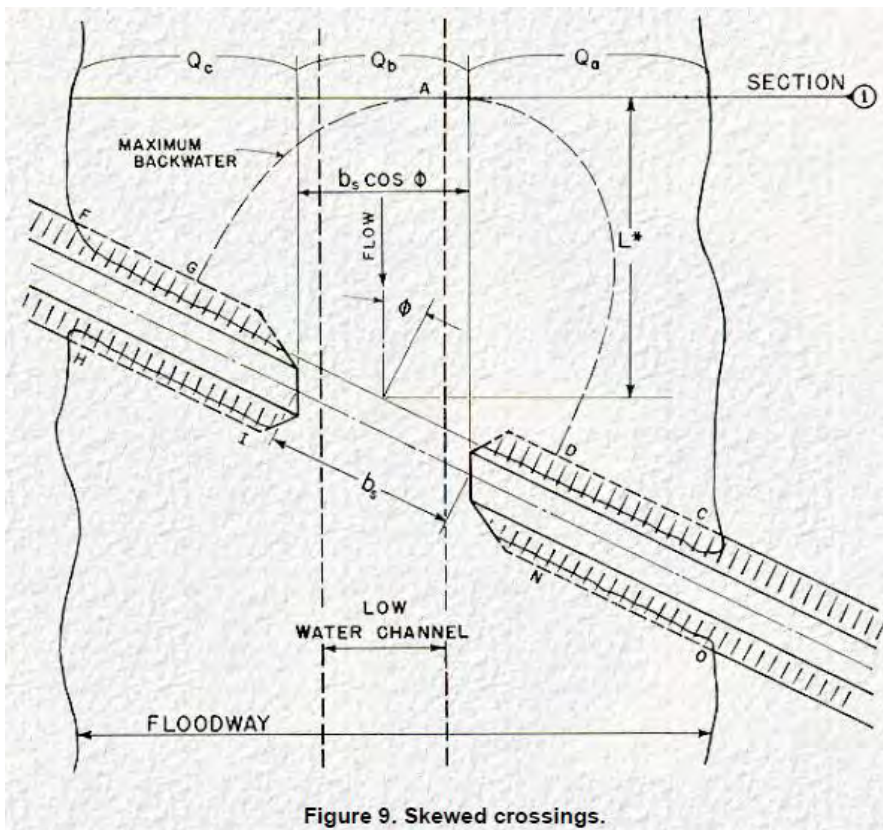 Qc Qb Qa
SECTION 1
A
MAXIMUM
BACKWATER
bs cos φ
FLOW
L*
F
G
φ
H
I
D
bs
C
N
LOW
WATER CHANNEL
O
FLOODWAY
Figure 9. Skewed crossings.